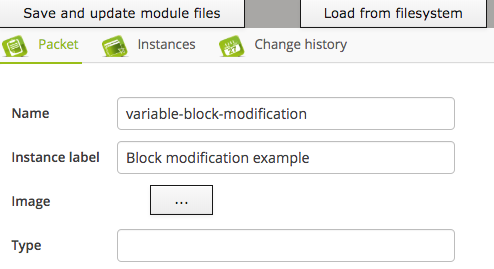 Save and update module files Load from filesystem
Packet Instances Change history
Name variable-block-modification
Instance label Block modification example
Image ...
Type